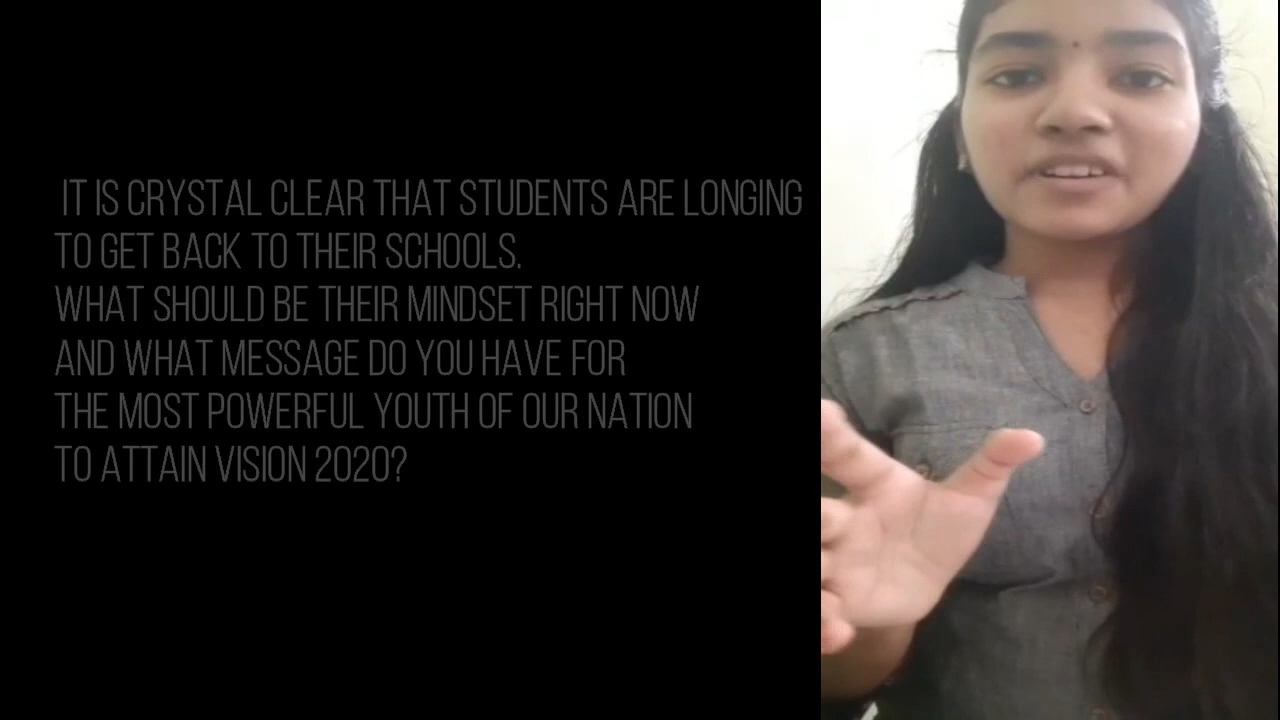 IT IS CRYSTAL CLEAR THAT STUDENTS ARE LONGING
TO GET BACK TO THEIR SCHOOLS.
WHAT SHOULD BE THEIR MINDSET RIGHT NOW
AND WHAT MESSAGE DO YOU HAVE FOR
THE MOST POWERFUL YOUTH OF OUR NATION
TO ATTAIN VISION 2020?